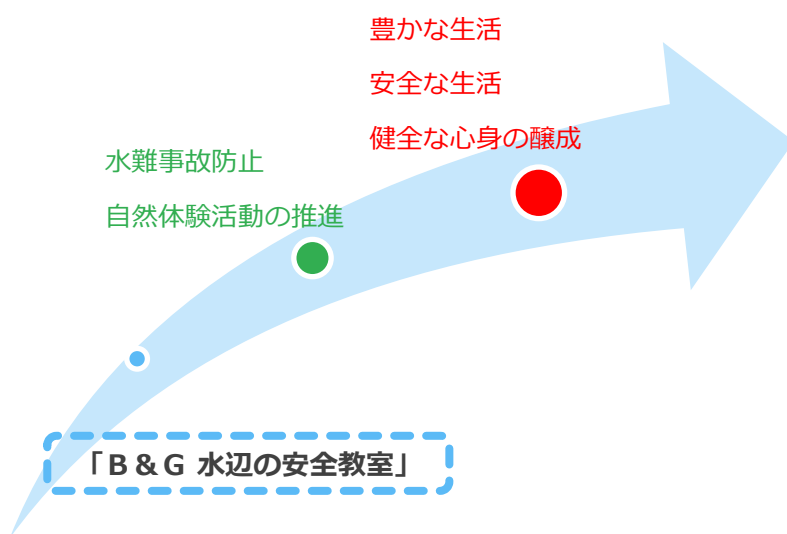 豊かな生活
安全な生活
健全な心身の醸成
水難事故防止
自然体験活動の推進
「Ｂ＆Ｇ 水辺の安全教室」